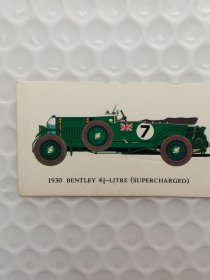 7
1930 BENTLEY 4½-LITRE (SUPERCHARGED)